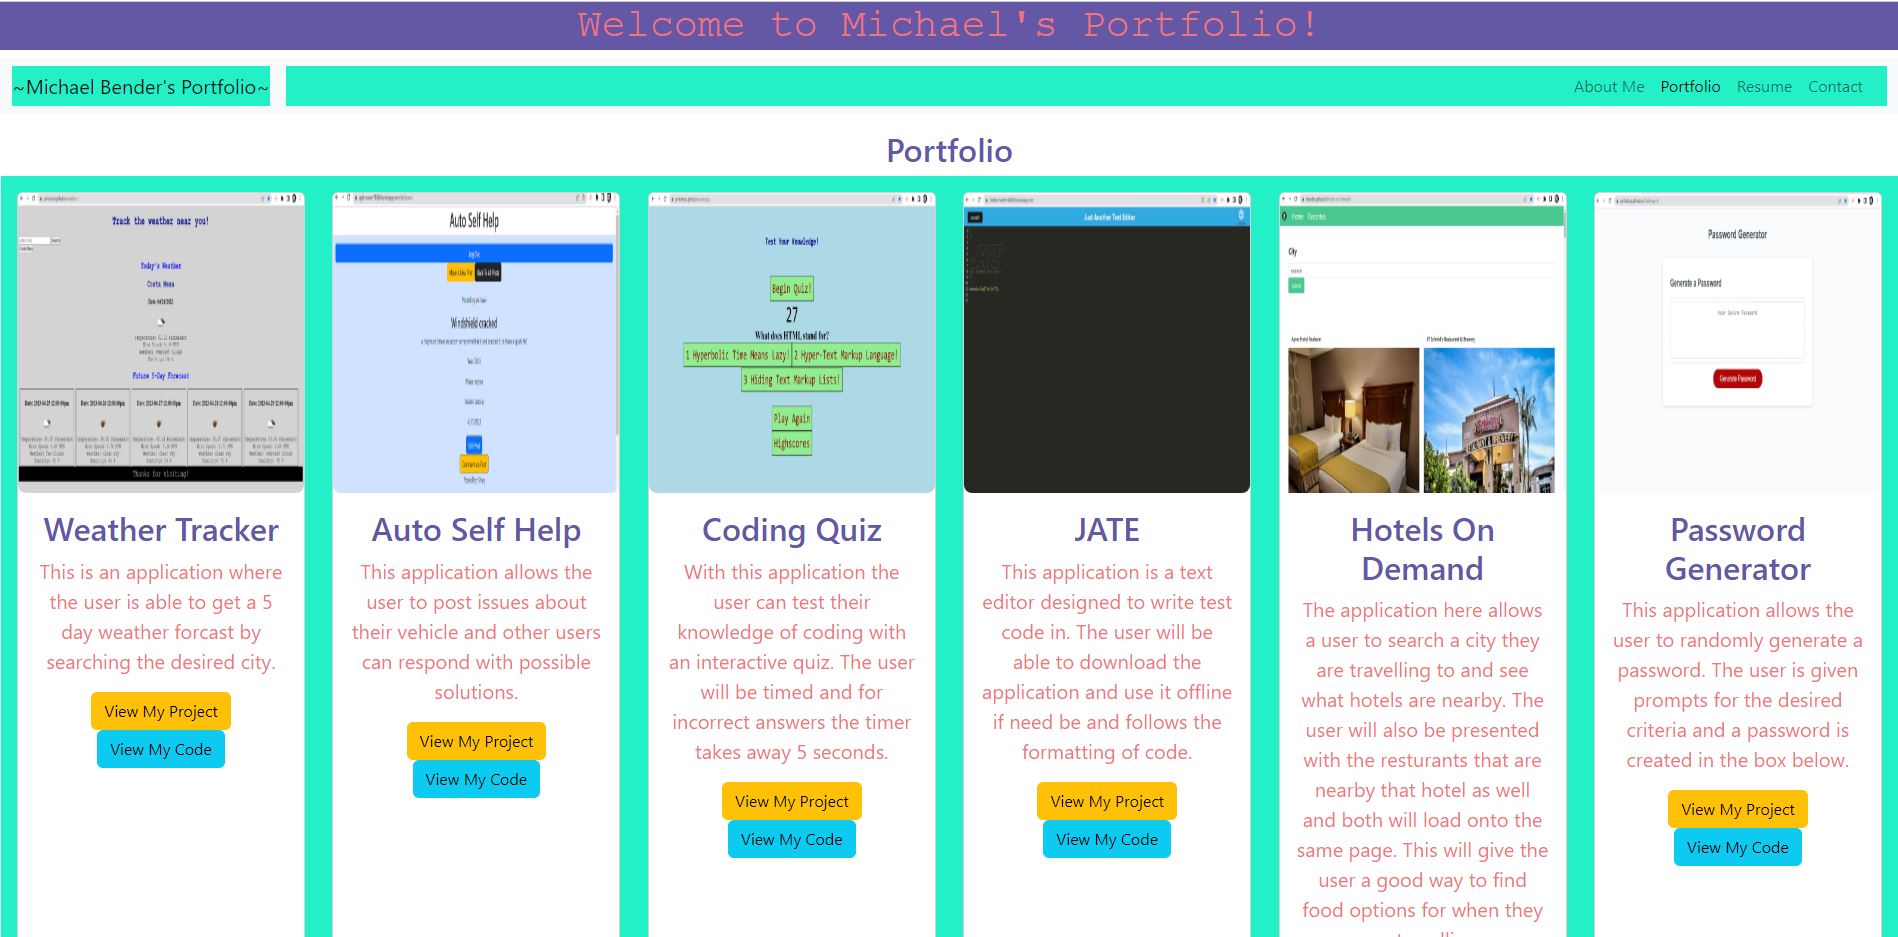 Welcome to Michael's Portfolio!
~Michael Bender's Portfolio~
About Me Portfolio Resume Contact
Portfolio
Track the weather near you!
Today's Weather
Costa Mesa
Future 5-Day Forecast
Thanks for visiting!
Weather Tracker
This is an application where
the user is able to get a 5
day weather forcast by
searching the desired city.
View My Project
View My Code
Auto Self Help
Log Out
Windshield cracked
Auto Self Help
This application allows the
user to post issues about
their vehicle and other users
can respond with possible
solutions.
View My Project
View My Code
Test Your Knowledge!
Begin Quiz!
27
What does HTML stand for?
1 Hyperbolic Time Means Lazy! 2 Hyper-Text Markup Language!
3 Hiding Text Markup Lists!
Play Again
Highscores
Coding Quiz
With this application the
user can test their
knowledge of coding with
an interactive quiz. The user
will be timed and for
incorrect answers the timer
takes away 5 seconds.
View My Project
View My Code
Just Another Text Editor
JATE
This application is a text
editor designed to write test
code in. The user will be
able to download the
application and use it offline
if need be and follows the
formatting of code.
View My Project
View My Code
Home Favorites
City
Submit
Hotels On
Demand
The application here allows
a user to search a city they
are travelling to and see
what hotels are nearby. The
user will also be presented
with the resturants that are
nearby that hotel as well
and both will load onto the
same page. This will give the
user a good way to find
food options for when they
Password Generator
Generate a Password
Your Secure Password
Generate Password
Password
Generator
This application allows the
user to randomly generate a
password. The user is given
prompts for the desired
criteria and a password is
created in the box below.
View My Project
View My Code